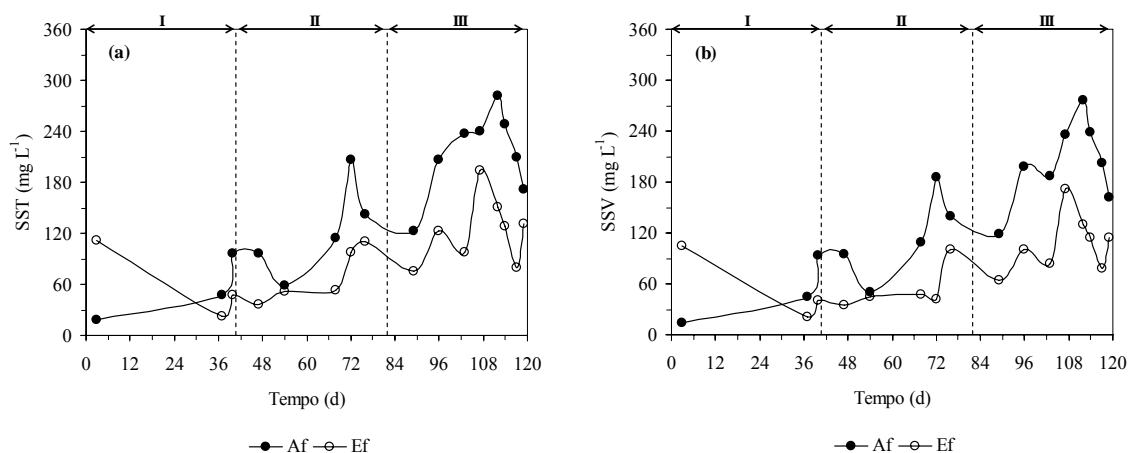 I II III
360
(a)
300
240
180
120
60
0
SST (mg L-1)
0 12 24 36 48 60 72 84 96 108 120
Tempo (d)
Af Ef
I II III
360
(b)
300
240
180
120
60
0
SSV (mg L-1)
0 12 24 36 48 60 72 84 96 108 120
Tempo (d)
Af Ef